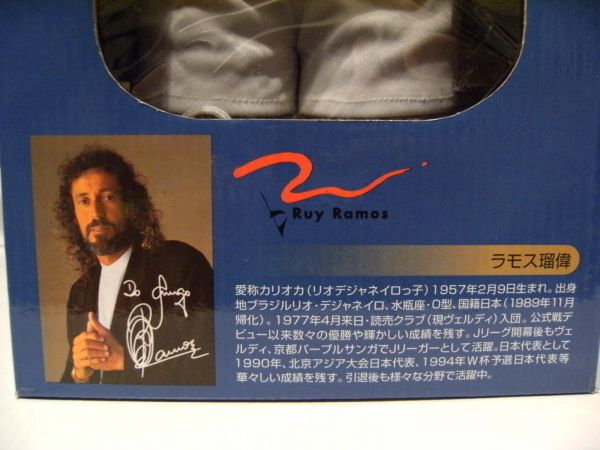 Ruy Ramos
ラモス瑠偉
愛称カリオカ(リオデジャネイロっ子)1957年2月9日生まれ。出身
地ブラジルリオ・デジャネイロ、水瓶座・O型、国籍日本(1989年11月
帰化)。1977年4月来日・読売クラブ(現ヴェルディ)入団。公式戦デ
ビュー以来数々の優勝や輝かしい成績を残す。Jリーグ開幕後もヴェ
ルディ、京都パープルサンガでJリーガーとして活躍。日本代表として
1990年、北京アジア大会日本代表、1994年W杯予選日本代表等
華々しい成績を残す。引退後も様々な分野で活躍中。
Ramos